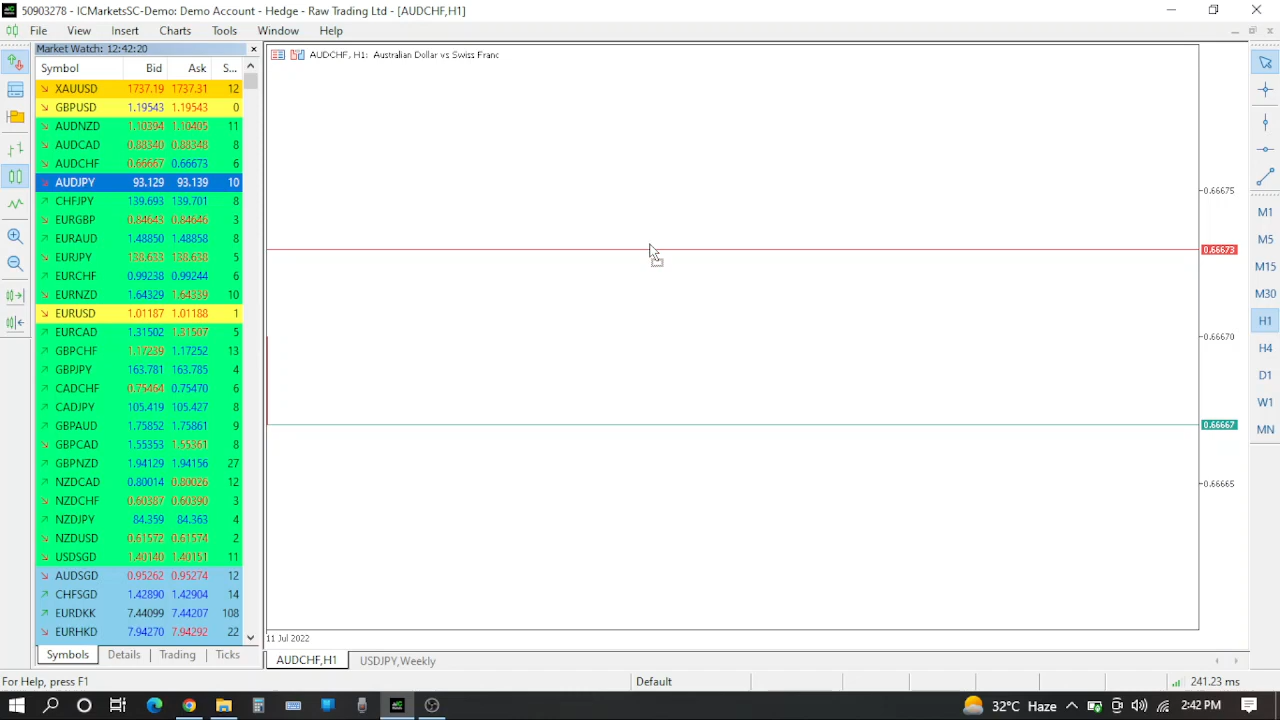 50903278 - ICMarketsSC-Demo: Demo Account - Hedge - Raw Trading Ltd - [AUDCHF,H1]
File Edit View Insert Charts Tools Window Help
Market Watch: 12:42:20
Symbol Bid Ask S...
XAUUSD 1737.19 1737.31 12
GBPUSD 1.19543 1.19543 0
AUDNZD 1.10394 1.10405 11
AUDCAD 0.88340 0.88348 8
AUDCHF 0.66667 0.66673 6
AUDJPY 93.129 93.139 10
CHFJPY 139.693 139.701 8
EURGBP 0.84643 0.84646 3
EURAUD 1.48850 1.48858 8
EURJPY 138.633 138.638 5
EURCHF 0.99238 0.99244 6
EURNZD 1.64329 1.64339 10
EURUSD 1.01187 1.01188 1
EURCAD 1.31502 1.31507 5
GBPCHF 1.17239 1.17252 13
GBPJPY 163.781 163.785 4
CADCHF 0.75464 0.75470 6
CADJPY 105.419 105.427 8
GBPAUD 1.75852 1.75861 9
GBPCAD 1.55353 1.55361 8
GBPNZD 1.94129 1.94156 27
NZDCAD 0.80014 0.80026 12
NZDCHF 0.60387 0.60390 3
NZDJPY 84.359 84.363 4
NZDUSD 0.61572 0.61574 2
USDSGD 1.40140 1.40151 11
AUDSGD 0.95262 0.95274 12
CHFSGD 1.42890 1.42904 14
EURDKK 7.44099 7.44207 108
EURHKD 7.94270 7.94292 22
Symbols Details Trading Ticks
AUDCHF, H1: Australian Dollar vs Swiss Franc
0.66675
0.66673
0.66670
0.66667
0.66665
11 Jul 2022
AUDCHF,H1 USDJPY,Weekly
M1
M5
M15
M30
H1
H4
D1
W1
MN
For Help, press F1 Default 241.23 ms
32°C Haze 2:42 PM